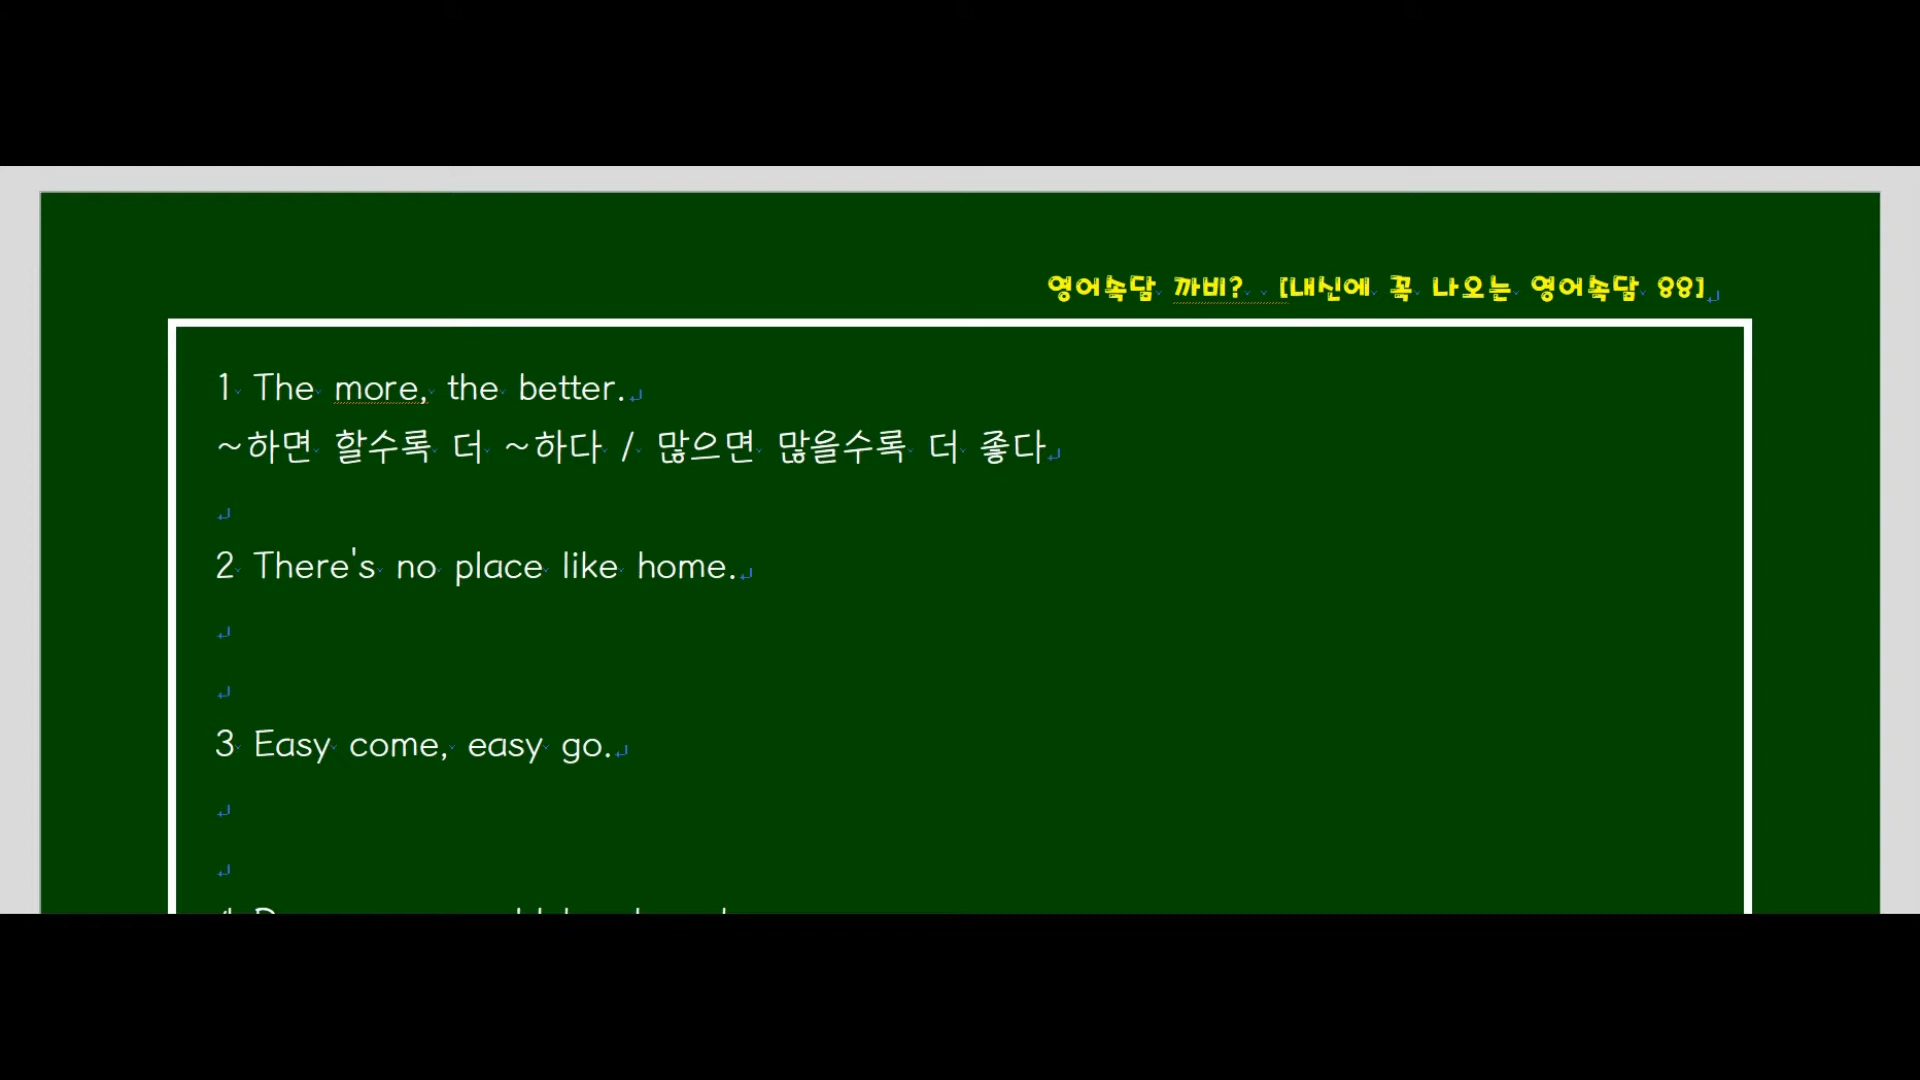 영어속담 까비? [내신에 꼭 나오는 영어속담 88]
1 The more, the better.
~하면 할수록 더 ~하다 / 많으면 많을수록 더 좋다
2 There's no place like home.
3 Easy come, easy go.